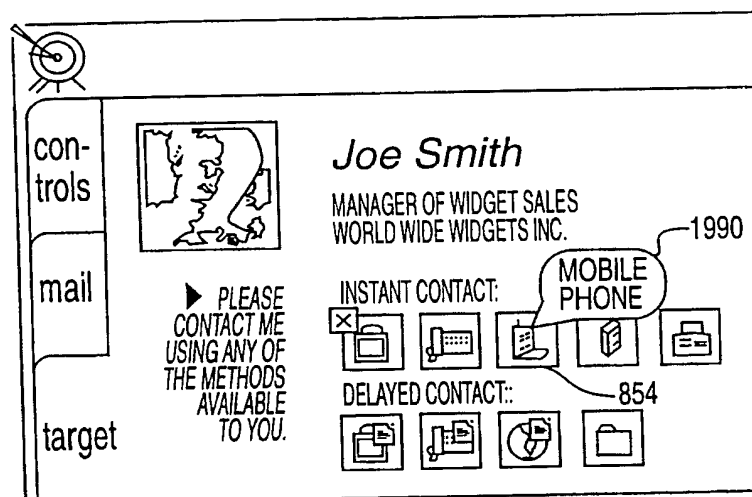 con-
trols
mail
target
Joe Smith
MANAGER OF WIDGET SALES
WORLD WIDE WIDGETS INC.
1990
▶ PLEASE
CONTACT ME
USING ANY OF
THE METHODS
AVAILABLE
TO YOU.
INSTANT CONTACT:
MOBILE
PHONE
854
DELAYED CONTACT::